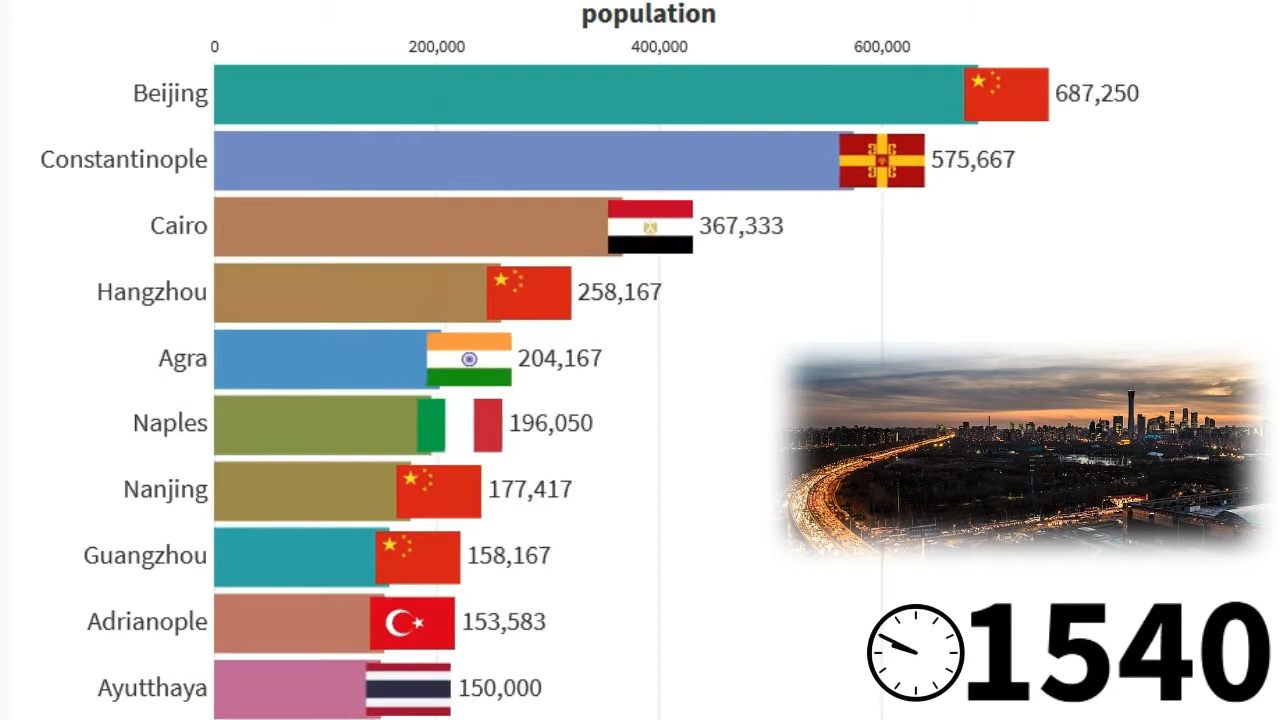 population
0 200,000 400,000 600,000
Beijing 687,250
Constantinople 575,667
Cairo 367,333
Hangzhou 258,167
Agra 204,167
Naples 196,050
Nanjing 177,417
Guangzhou 158,167
Adrianople 153,583
Ayutthaya 150,000
1540